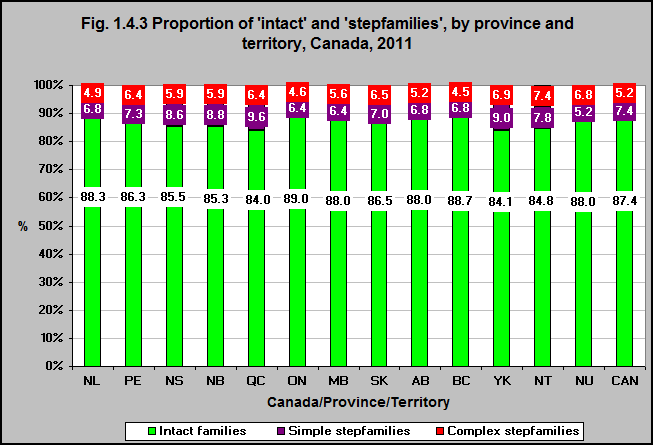 Fig. 1.4.3 Proportion of 'intact' and 'stepfamilies', by province and
territory, Canada, 2011
100%
90%
80%
70%
60%
50%
40%
30%
20%
10%
0%
%
4.9 6.4 5.9 5.9 6.4 4.6 5.6 6.5 5.2 4.5 6.9 7.4 6.8 5.2
6.8 7.3 8.6 8.8 9.6 6.4 6.4 7.0 6.8 6.8 9.0 7.8 5.2 7.4
88.3 86.3 85.5 85.3 84.0 89.0 88.0 86.5 88.0 88.7 84.1 84.8 88.0 87.4
NL PE NS NB QC ON MB SK AB BC YK NT NU CAN
Canada/Province/Territory
Intact families Simple stepfamilies Complex stepfamilies